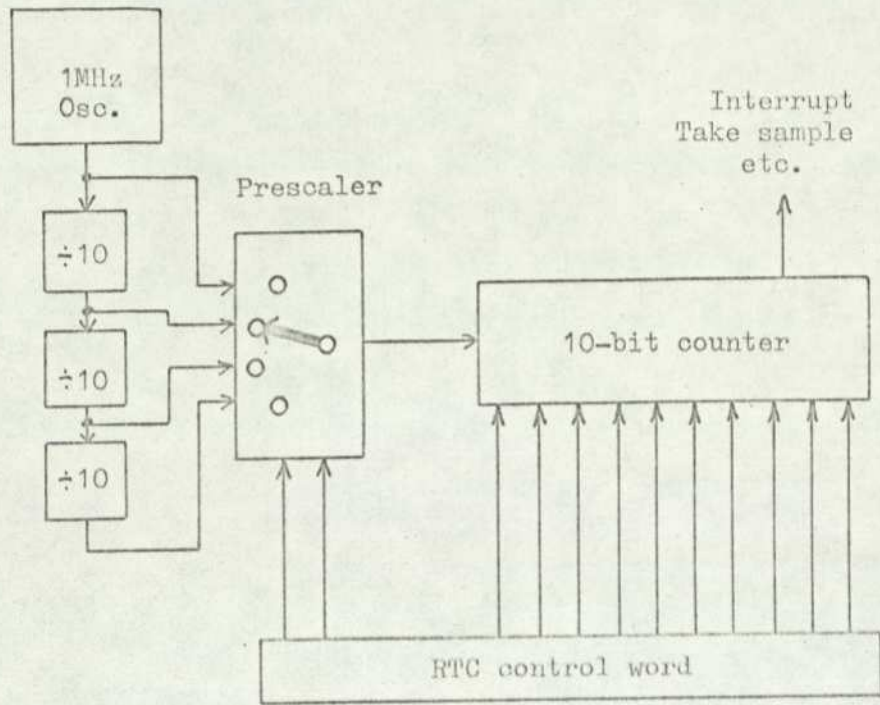 1MHz
Osc.
Interrupt
Take sample
etc.
Prescaler
÷10
÷10
÷10
10-bit counter
RTC control word